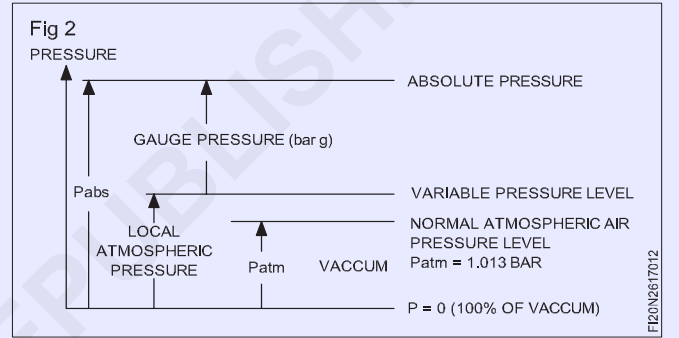 Fig 2
PRESSURE
ABSOLUTE PRESSURE
GAUGE PRESSURE (bar g)
Pabs
VARIABLE PRESSURE LEVEL
LOCAL
ATMOSPHERIC
PRESSURE
Patm
VACCUM
NORMAL ATMOSPHERIC AIR
PRESSURE LEVEL
Patm = 1.013 BAR
P = 0 (100% OF VACCUM)
FI20N2617012